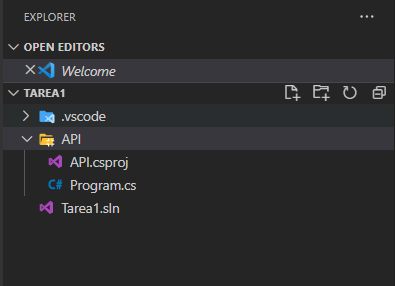 EXPLORER
OPEN EDITORS
Welcome
TAREA1
.vscode
API
API.csproj
C# Program.cs
Tarea1.sln